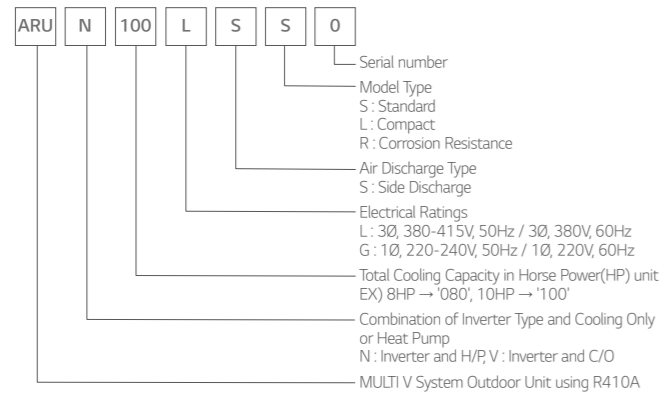 ARU N 100 L S S 0
Serial number
Model Type
S : Standard
L : Compact
R : Corrosion Resistance
Air Discharge Type
S : Side Discharge
Electrical Ratings
L : 3Ø, 380-415V, 50Hz / 3Ø, 380V, 60Hz
G : 1Ø, 220-240V, 50Hz / 1Ø, 220V, 60Hz
Total Cooling Capacity in Horse Power(HP) unit
EX) 8HP → '080', 10HP → '100'
Combination of Inverter Type and Cooling Only
or Heat Pump
N : Inverter and H/P, V : Inverter and C/O
MULTI V System Outdoor Unit using R410A